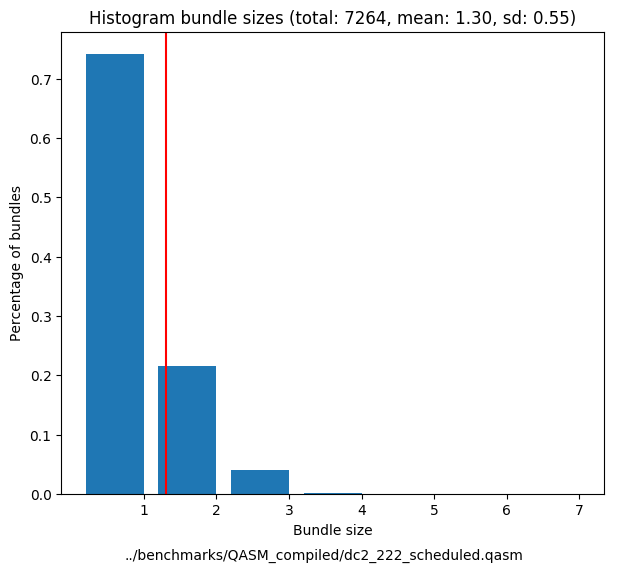 Histogram bundle sizes (total: 7264, mean: 1.30, sd: 0.55)
Percentage of bundles
0.7
0.6
0.5
0.4
0.3
0.2
0.1
0.0
1 2 3 4 5 6 7
Bundle size
../benchmarks/QASM_compiled/dc2_222_scheduled.qasm